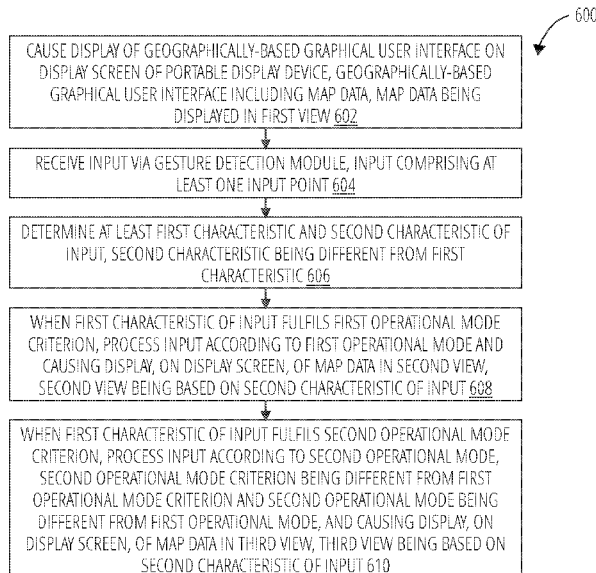 600
CAUSE DISPLAY OF GEOGRAPHICALLY-BASED GRAPHICAL USER INTERFACE ON
DISPLAY SCREEN OF PORTABLE DISPLAY DEVICE, GEOGRAPHICALLY-BASED
GRAPHICAL USER INTERFACE INCLUDING MAP DATA, MAP DATA BEING
DISPLAYED IN FIRST VIEW 602
RECEIVE INPUT VIA GESTURE DETECTION MODULE, INPUT COMPRISING AT
LEAST ONE INPUT POINT 604
DETERMINE AT LEAST FIRST CHARACTERISTIC AND SECOND CHARACTERISTIC OF
INPUT, SECOND CHARACTERISTIC BEING DIFFERENT FROM FIRST
CHARACTERISTIC 606
WHEN FIRST CHARACTERISTIC OF INPUT FULFILS FIRST OPERATIONAL MODE
CRITERION, PROCESS INPUT ACCORDING TO FIRST OPERATIONAL MODE AND
CAUSING DISPLAY, ON DISPLAY SCREEN, OF MAP DATA IN SECOND VIEW,
SECOND VIEW BEING BASED ON SECOND CHARACTERISTIC OF INPUT 608
WHEN FIRST CHARACTERISTIC OF INPUT FULFILS SECOND OPERATIONAL MODE
CRITERION, PROCESS INPUT ACCORDING TO SECOND OPERATIONAL MODE,
SECOND OPERATIONAL MODE CRITERION BEING DIFFERENT FROM FIRST
OPERATIONAL MODE CRITERION AND SECOND OPERATIONAL MODE BEING
DIFFERENT FROM FIRST OPERATIONAL MODE, AND CAUSING DISPLAY, ON
DISPLAY SCREEN, OF MAP DATA IN THIRD VIEW, THIRD VIEW BEING BASED ON
SECOND CHARACTERISTIC OF INPUT 610